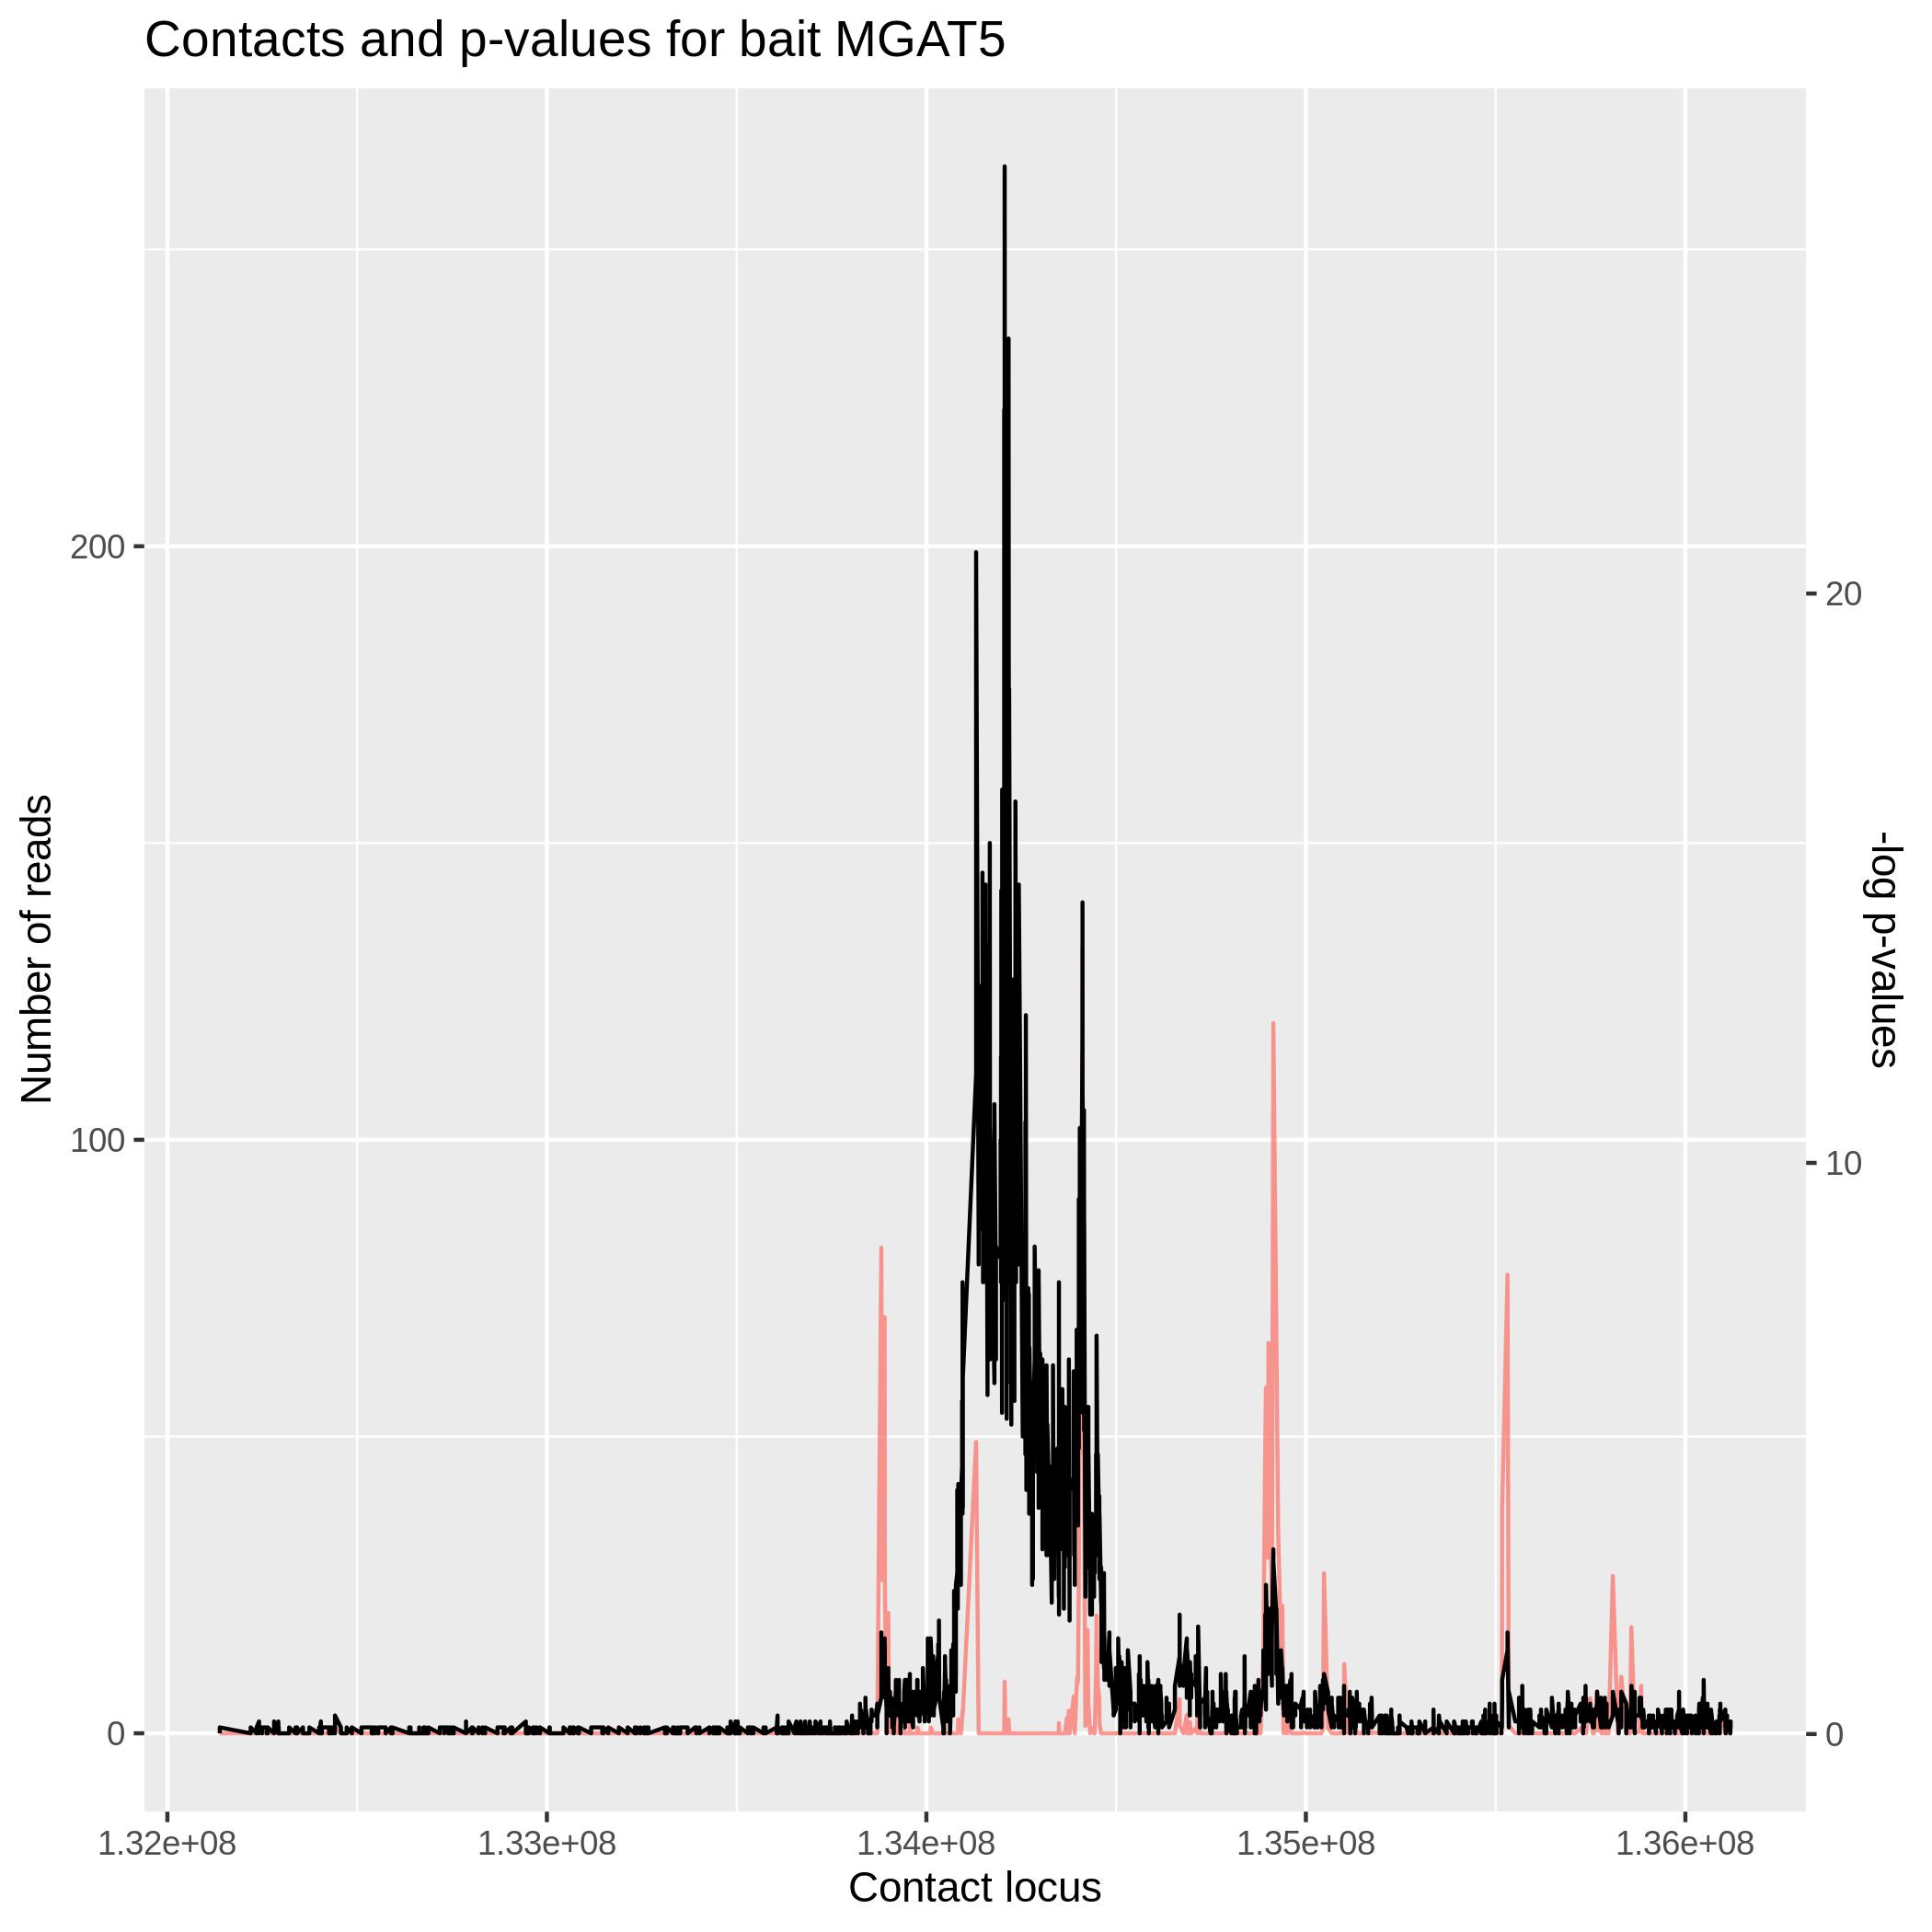 Contacts and p-values for bait MGAT5
Number of reads
200
100
0
20
10
0
-log p-values
1.32e+08
1.33e+08
1.34e+08
1.35e+08
1.36e+08
Contact locus